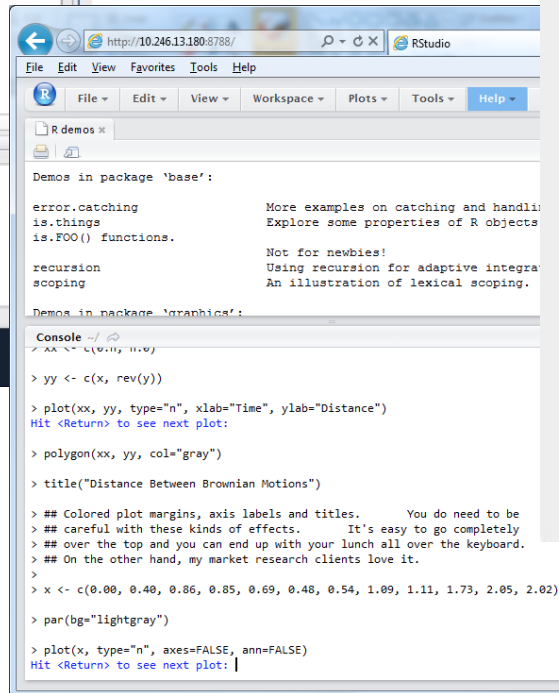 http://10.246.13.180:8788/
RStudio
File Edit View Favorites Tools Help
R File Edit View Workspace Plots Tools Help
R demos
Demos in package 'base':
error.catching More examples on catching and handli
is.things Explore some properties of R objects
is.FOO() functions.
Not for newbies!
recursion Using recursion for adaptive integra
scoping An illustration of lexical scoping.
Demos in package 'graphics':
Console ~/
> xx <- c(0:n, n:0)
> yy <- c(x, rev(y))
> plot(xx, yy, type="n", xlab="Time", ylab="Distance")
Hit <Return> to see next plot:
> polygon(xx, yy, col="gray")
> title("Distance Between Brownian Motions")
> ## Colored plot margins, axis labels and titles. You do need to be
> ## careful with these kinds of effects. It's easy to go completely
> ## over the top and you can end up with your lunch all over the keyboard.
> ## On the other hand, my market research clients love it.
>
> x <- c(0.00, 0.40, 0.86, 0.85, 0.69, 0.48, 0.54, 1.09, 1.11, 1.73, 2.05, 2.02)
> par(bg="lightgray")
> plot(x, type="n", axes=FALSE, ann=FALSE)
Hit <Return> to see next plot: